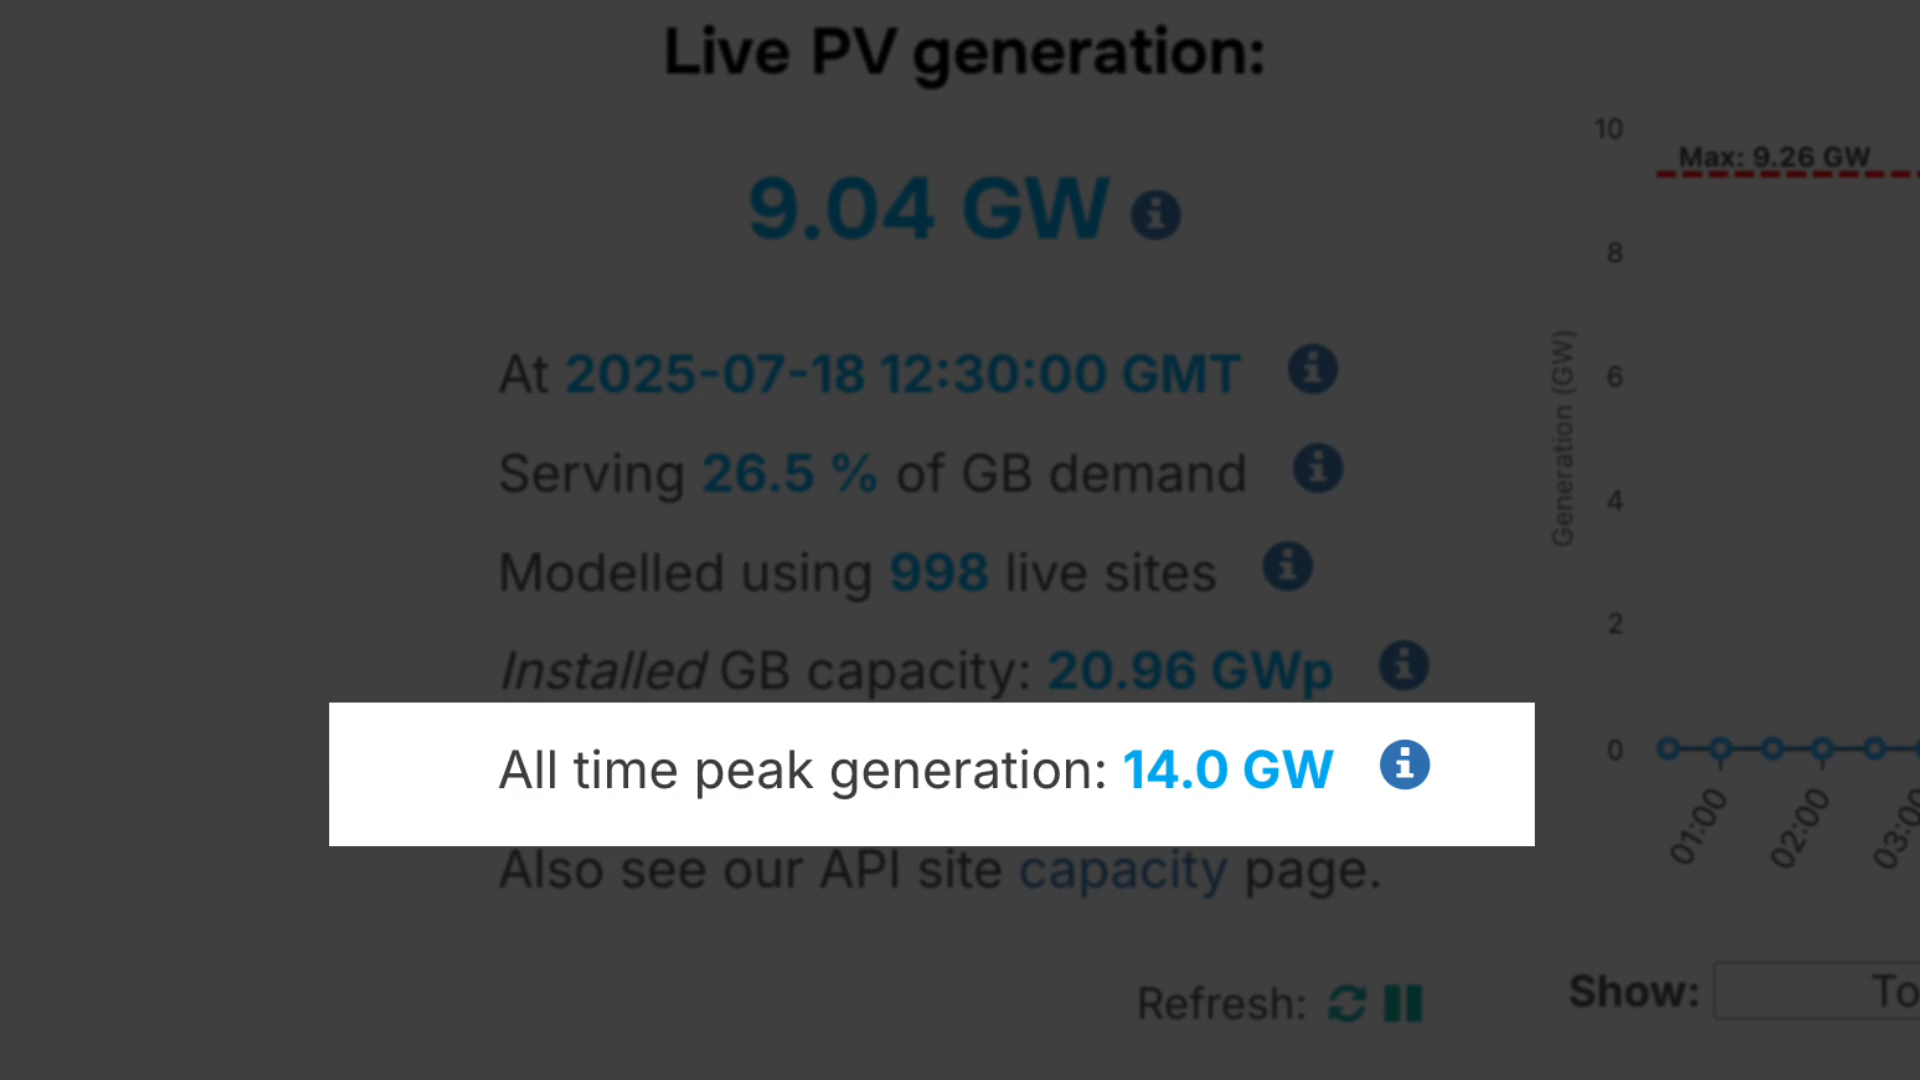 Live PV generation:
9.04 GW
At 2025-07-18 12:30:00 GMT
Serving 26.5 % of GB demand
Modelled using 998 live sites
Installed GB capacity: 20.96 GWp
All time peak generation: 14.0 GW
Also see our API site capacity page.
Refresh:
10
Max: 9.26 GW
8
6
4
2
0
Generation (GW)
01:00
02:00
03:00
Show: To